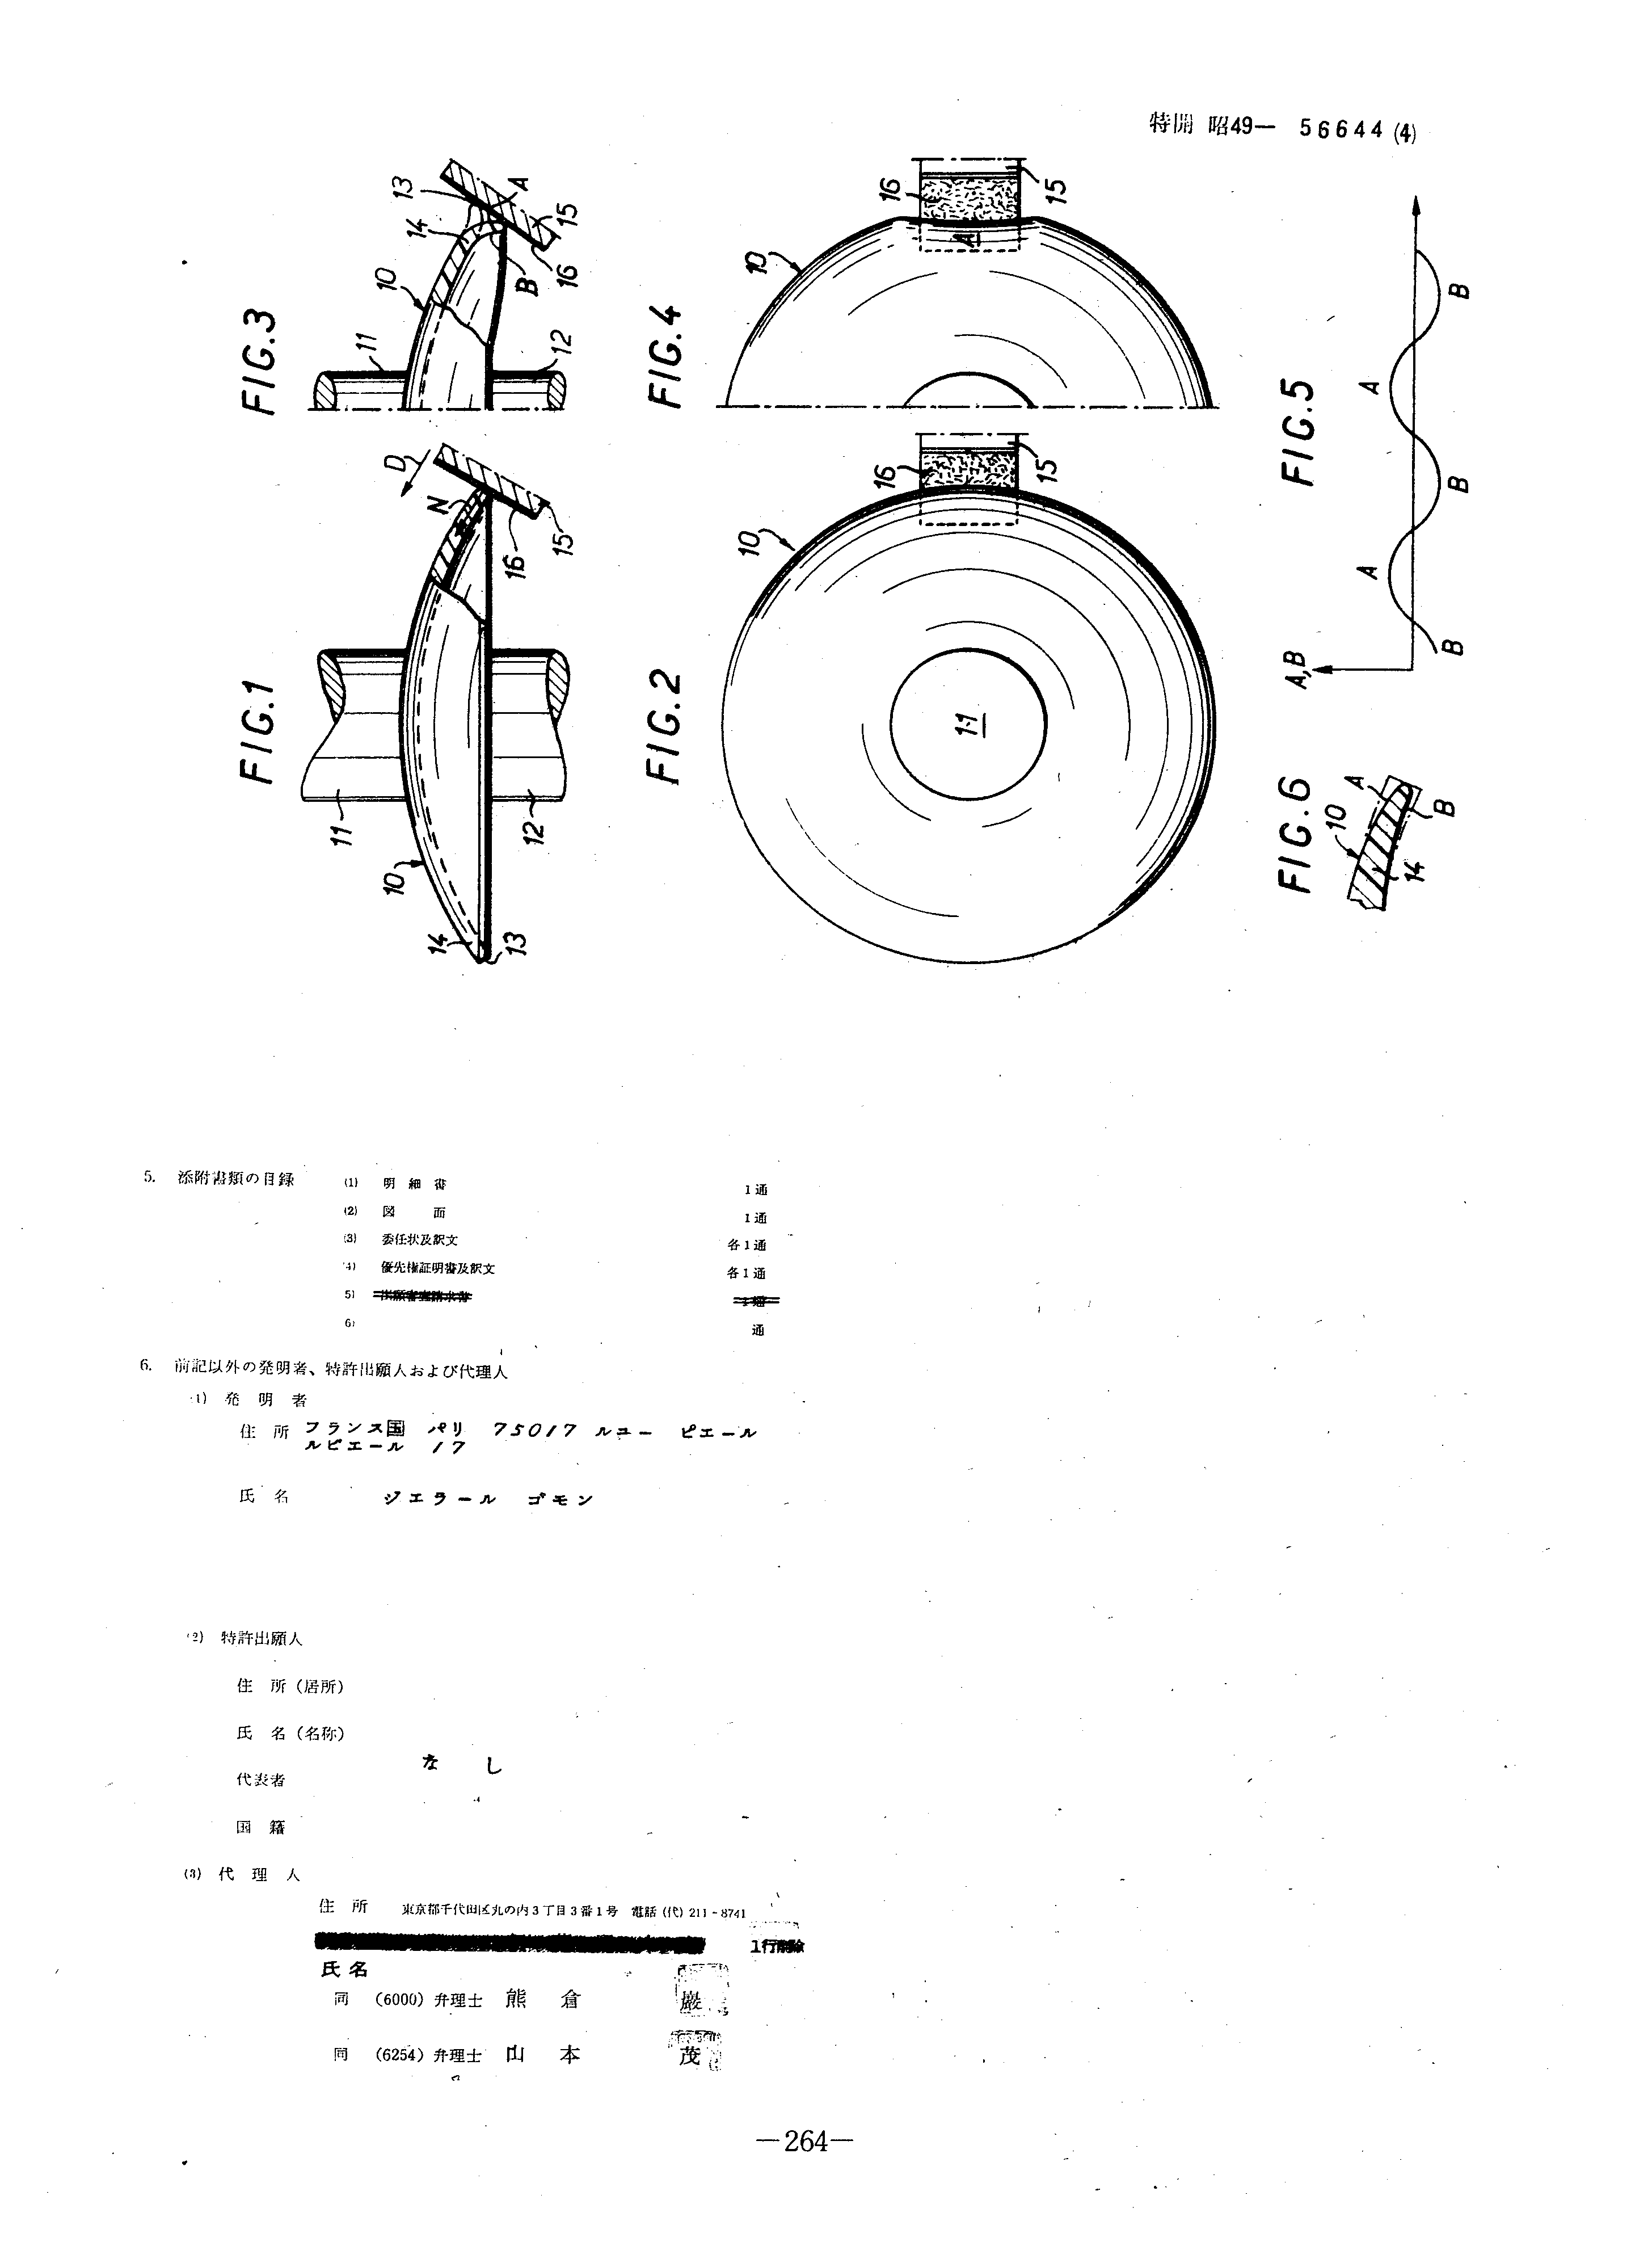 特開 昭49— 56644 (4)
FIG.3
13
A
14
10
B
15
16
11
12
FIG.4
16
15
10
A
FIG.5
A
B
A
B
B
A,B
FIG.1
D
N
16
15
11
12
10
14
13
FIG.2
16
15
10
11
FIG.6
10
A
B
14
5. 添附書類の目録 (1) 明細書 1通
(2) 図面 1通
(3) 委任状及訳文 各1通
(4) 優先権証明書及訳文 各1通
5)
6) 通
6. 前記以外の発明者、特許出願人および代理人
(1) 発明者
住所 フランス国 パリ 75017 ルユー ピエール
ルビエール 17
氏名 ジエラール ゴモン
(2) 特許出願人
住所(居所)
氏名(名称)
なし
代表者
国籍
(3) 代理人
住所 東京都千代田区丸の内3丁目3番1号 電話(代)211-8741
1行削除
氏名
同 (6000) 弁理士 熊倉 巌
同 (6254) 弁理士 山本 茂
—264—